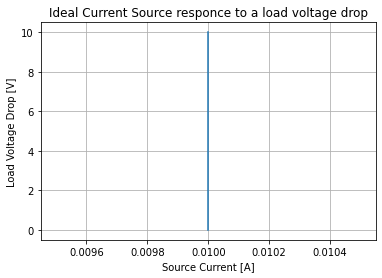 Ideal Current Source responce to a load voltage drop
10
8
6
4
2
0
Load Voltage Drop [V]
0.0096 0.0098 0.0100 0.0102 0.0104
Source Current [A]